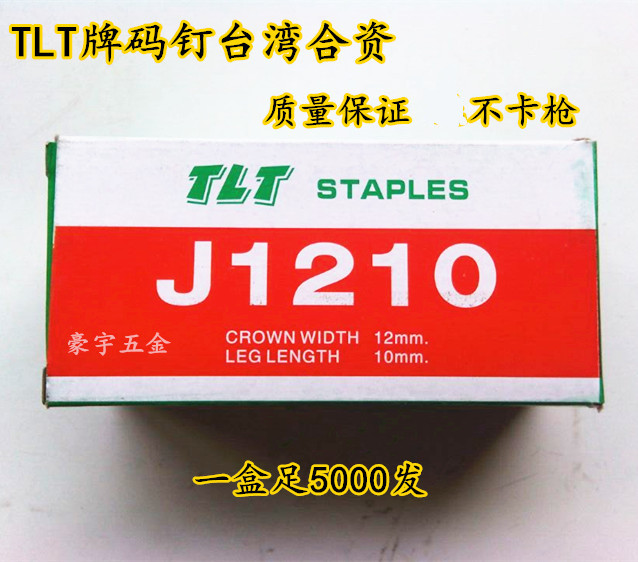 TLT牌码钉台湾合资
质量保证 不卡枪
TLT STAPLES
J1210
豪宇五金
CROWN WIDTH 12mm.
LEG LENGTH 10mm.
一盒足5000发